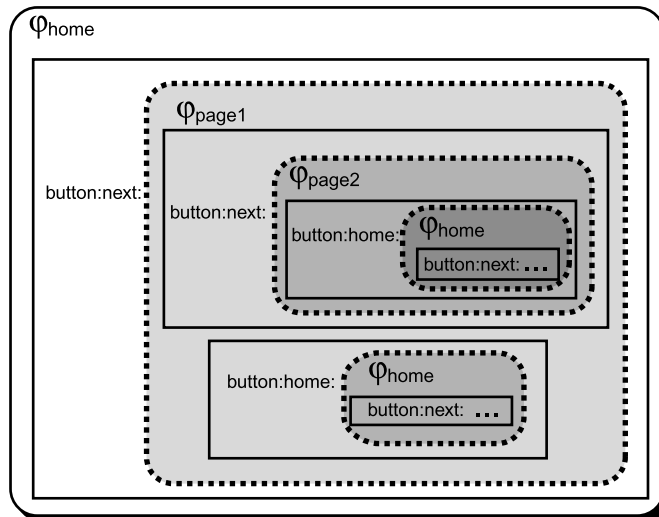 φhome
φpage1
button:next:
φpage2
button:next:
φhome
button:home:
button:next: ...
φhome
button:home:
button:next: ...